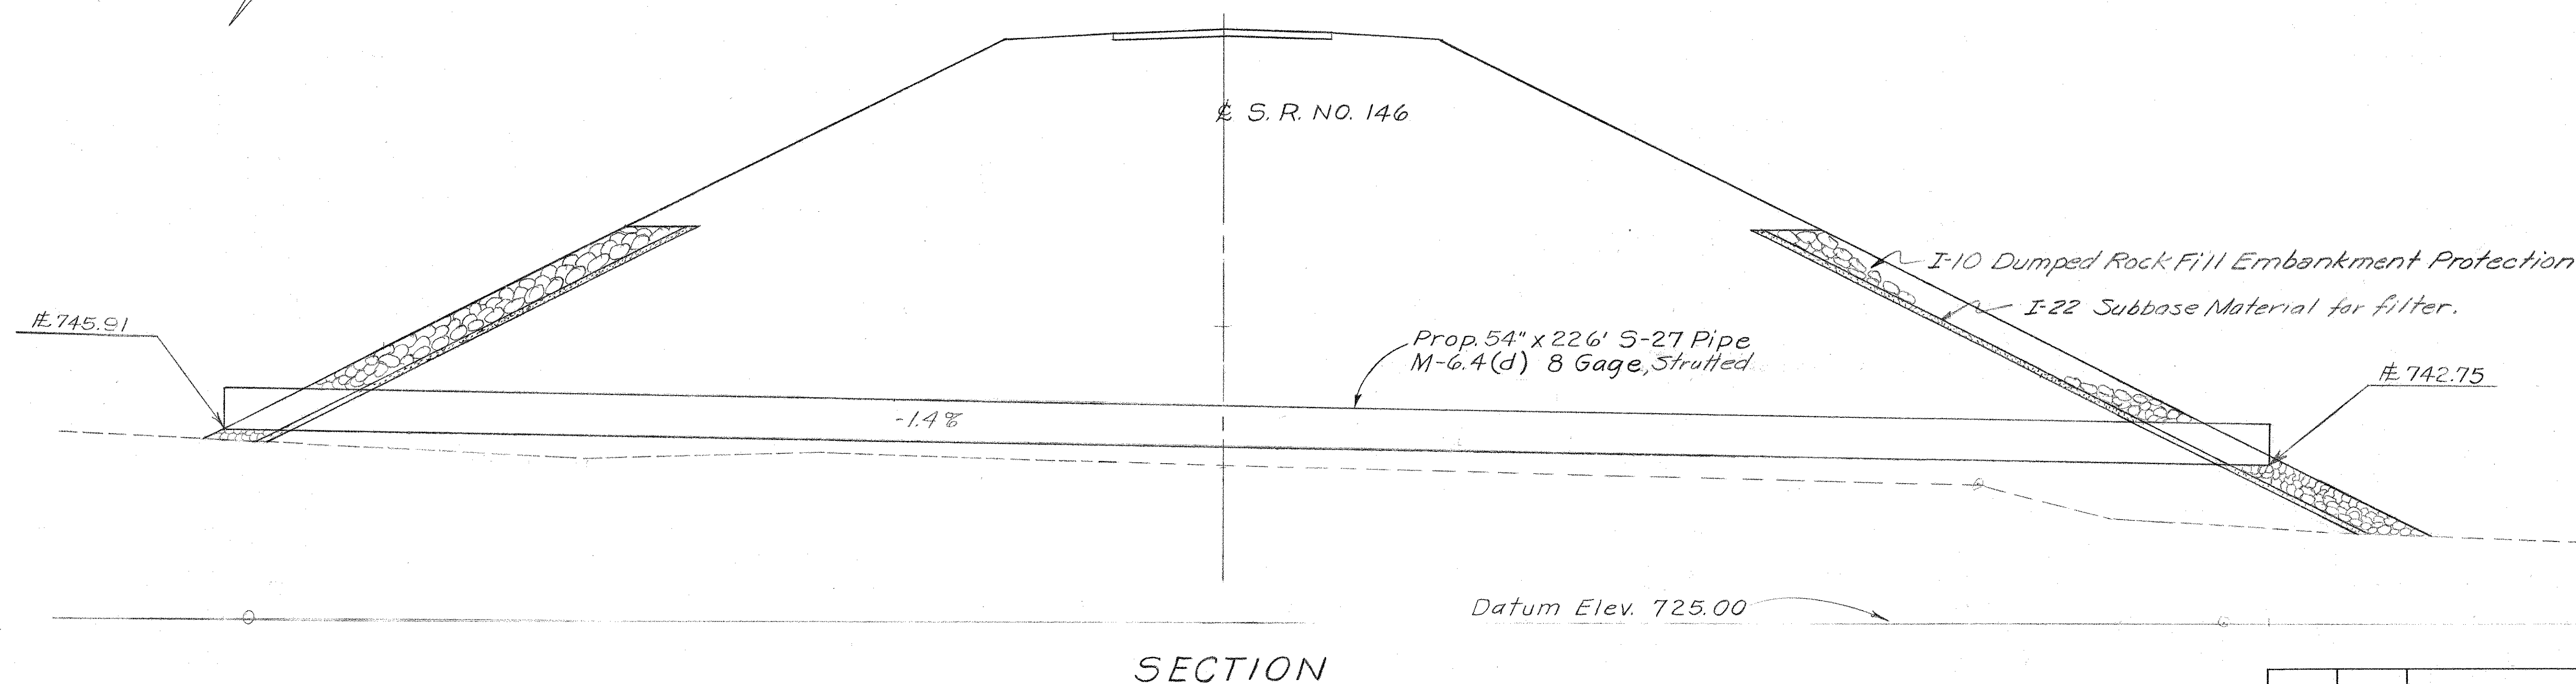 ℄ S. R. NO. 146
I-10 Dumped Rock Fill Embankment Protection
I-22 Subbase Material for filter.
℄ 745.91
Prop. 54" x 226' S-27 Pipe
M-6.4(d) 8 Gage, Strutted
℄ 742.75
-1.4%
Datum Elev. 725.00
SECTION